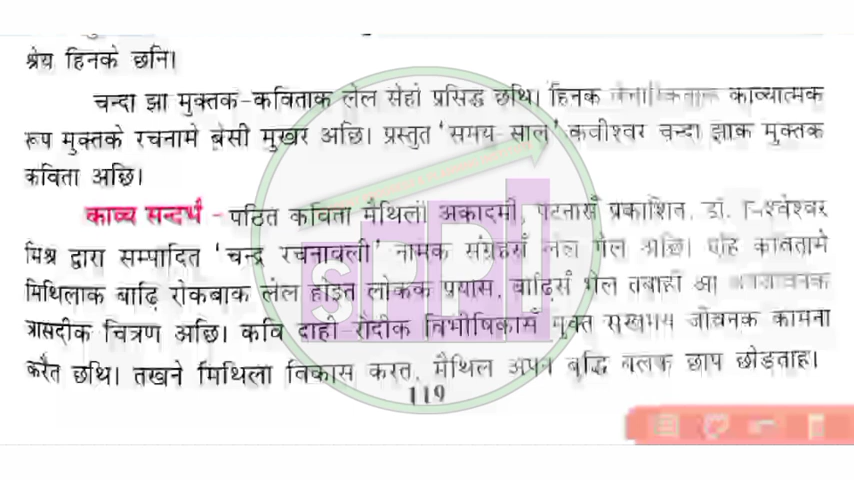 श्रेय हिनके छनि।
चन्दा झा मुक्तक-कविताक लेल सेहो प्रसिद्ध छथि। हिनक काव्यात्मक
रूप मुक्तके रचनामे बेसी मुखर अछि। प्रस्तुत 'समय-साल' कवीश्वर चन्दा झाक मुक्तक
कविता अछि।
काव्य सन्दर्भ - पठित कविता मैथिली अकादमी, पटनासँ प्रकाशित, डॉ. विश्वेश्वर
मिश्र द्वारा सम्पादित 'चन्द्र रचनावली' नामक संग्रहसँ लेल गेल अछि। एहि कवितामे
मिथिलाक बाढ़ि रोकबाक लेल होइत लोकक प्रयास, बाढ़िसँ भेल तबाही आ
त्रासदीक चित्रण अछि। कवि दाही-रौदीक विभीषिकासँ मुक्त सुखमय जीवनक कामना
करैत छथि। तखने मिथिला विकास करत, मैथिल अपन बुद्धि बलक छाप छोड़ताह।
119
SPPI